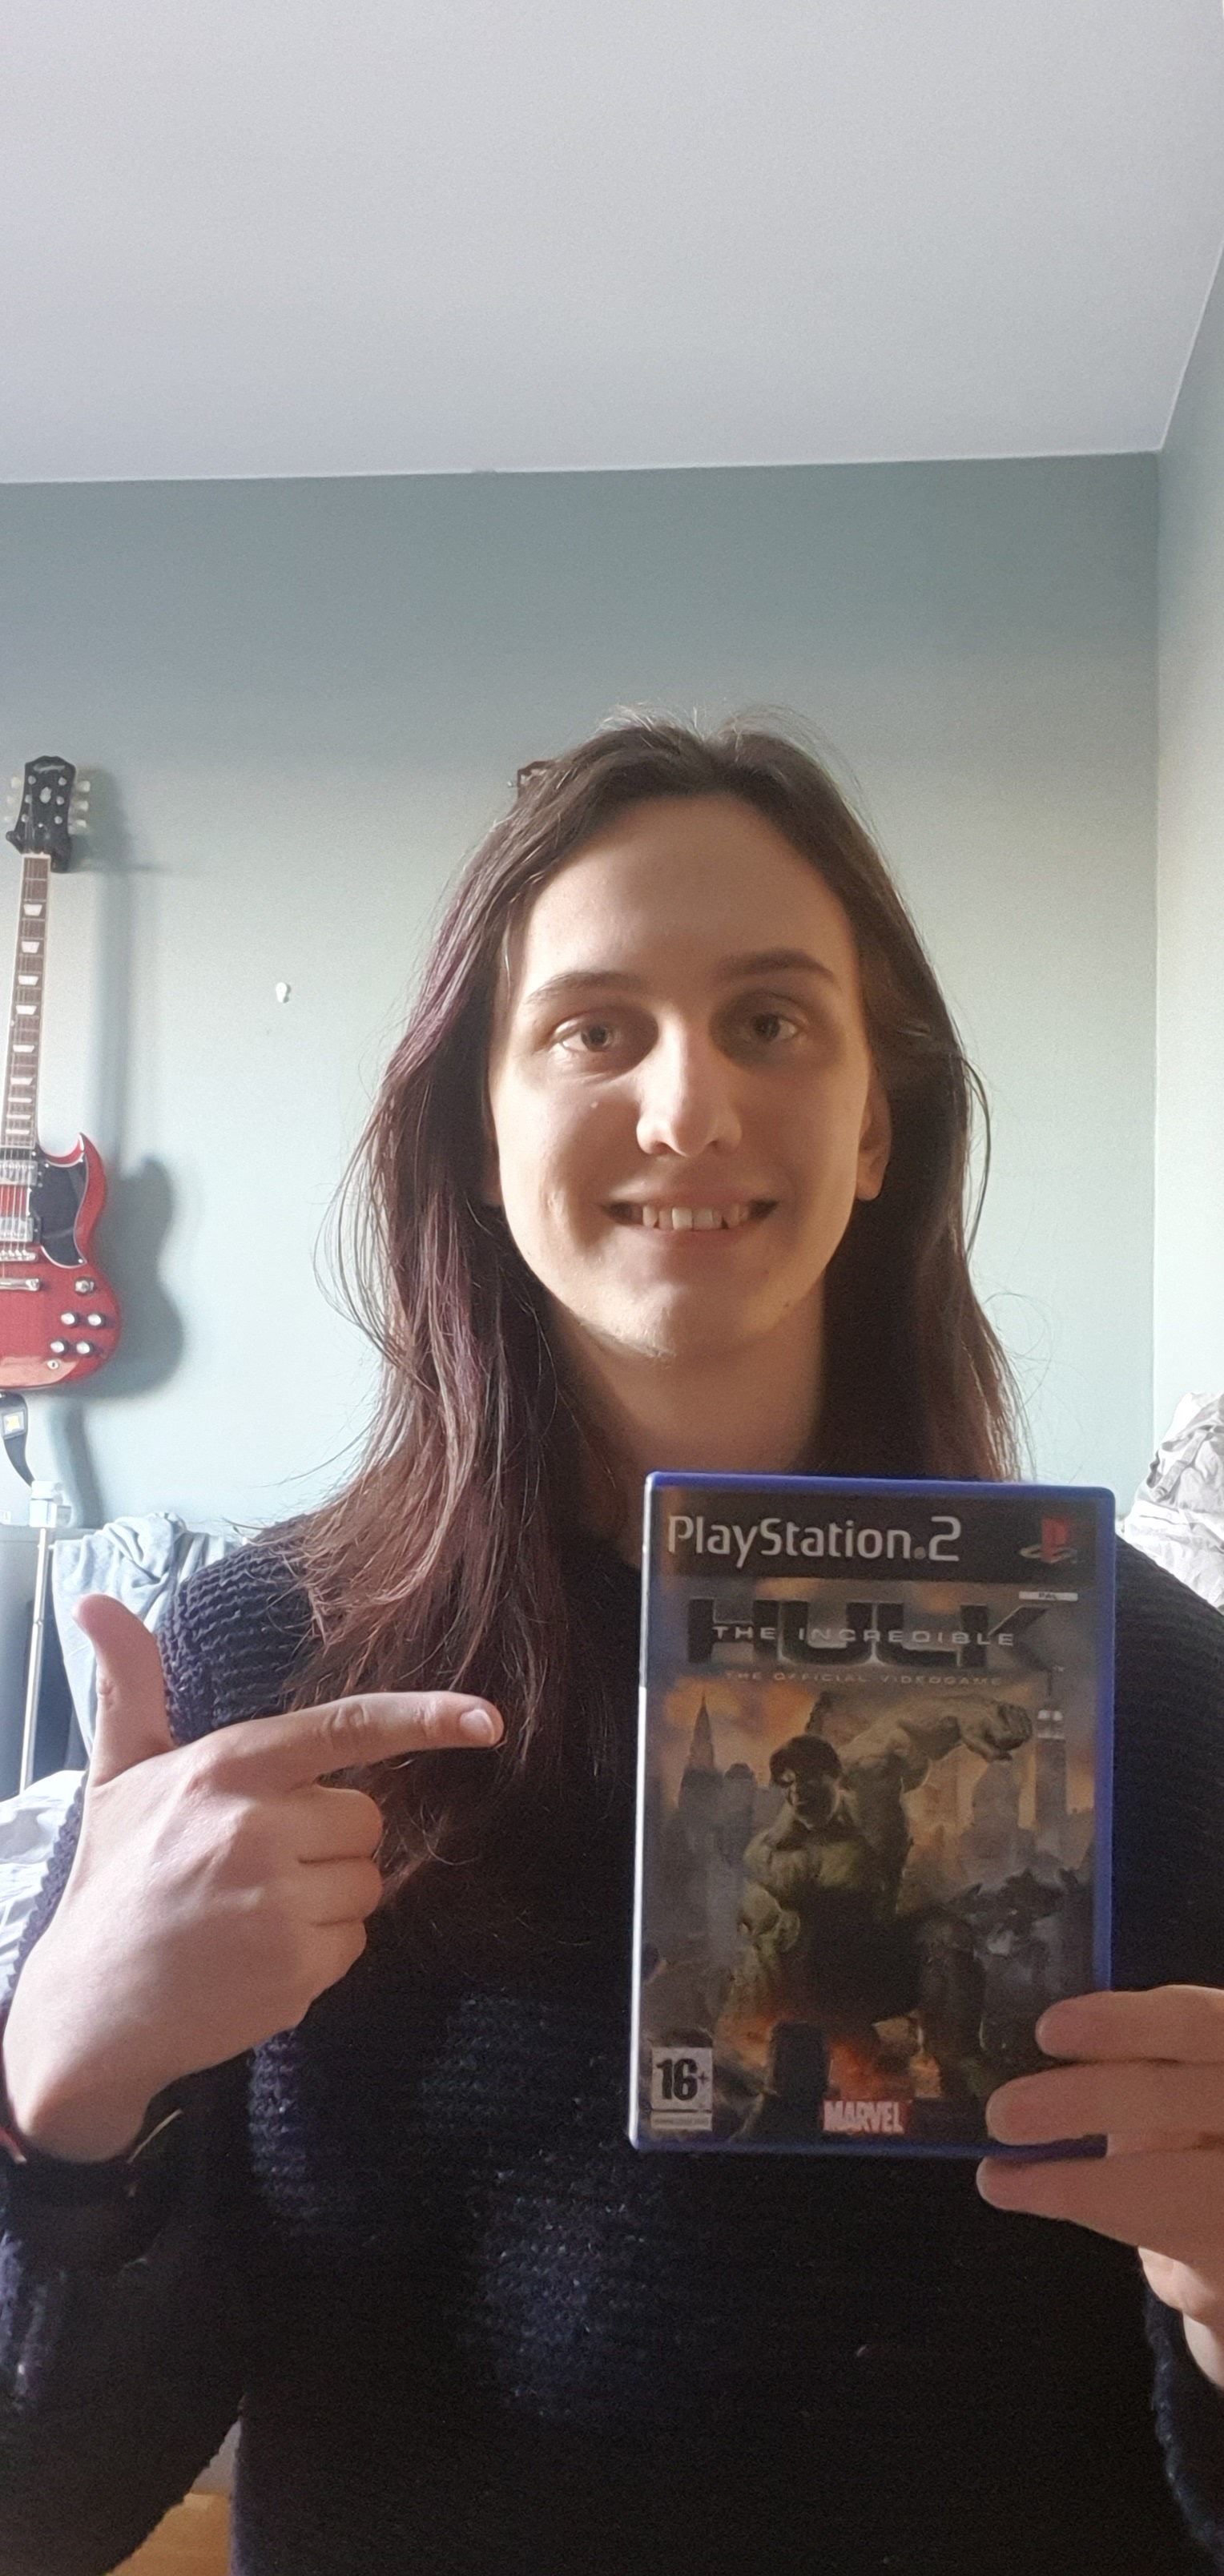 PlayStation®2
PAL
HULK
THE INCREDIBLE
THE OFFICIAL VIDEOGAME
16+
MARVEL